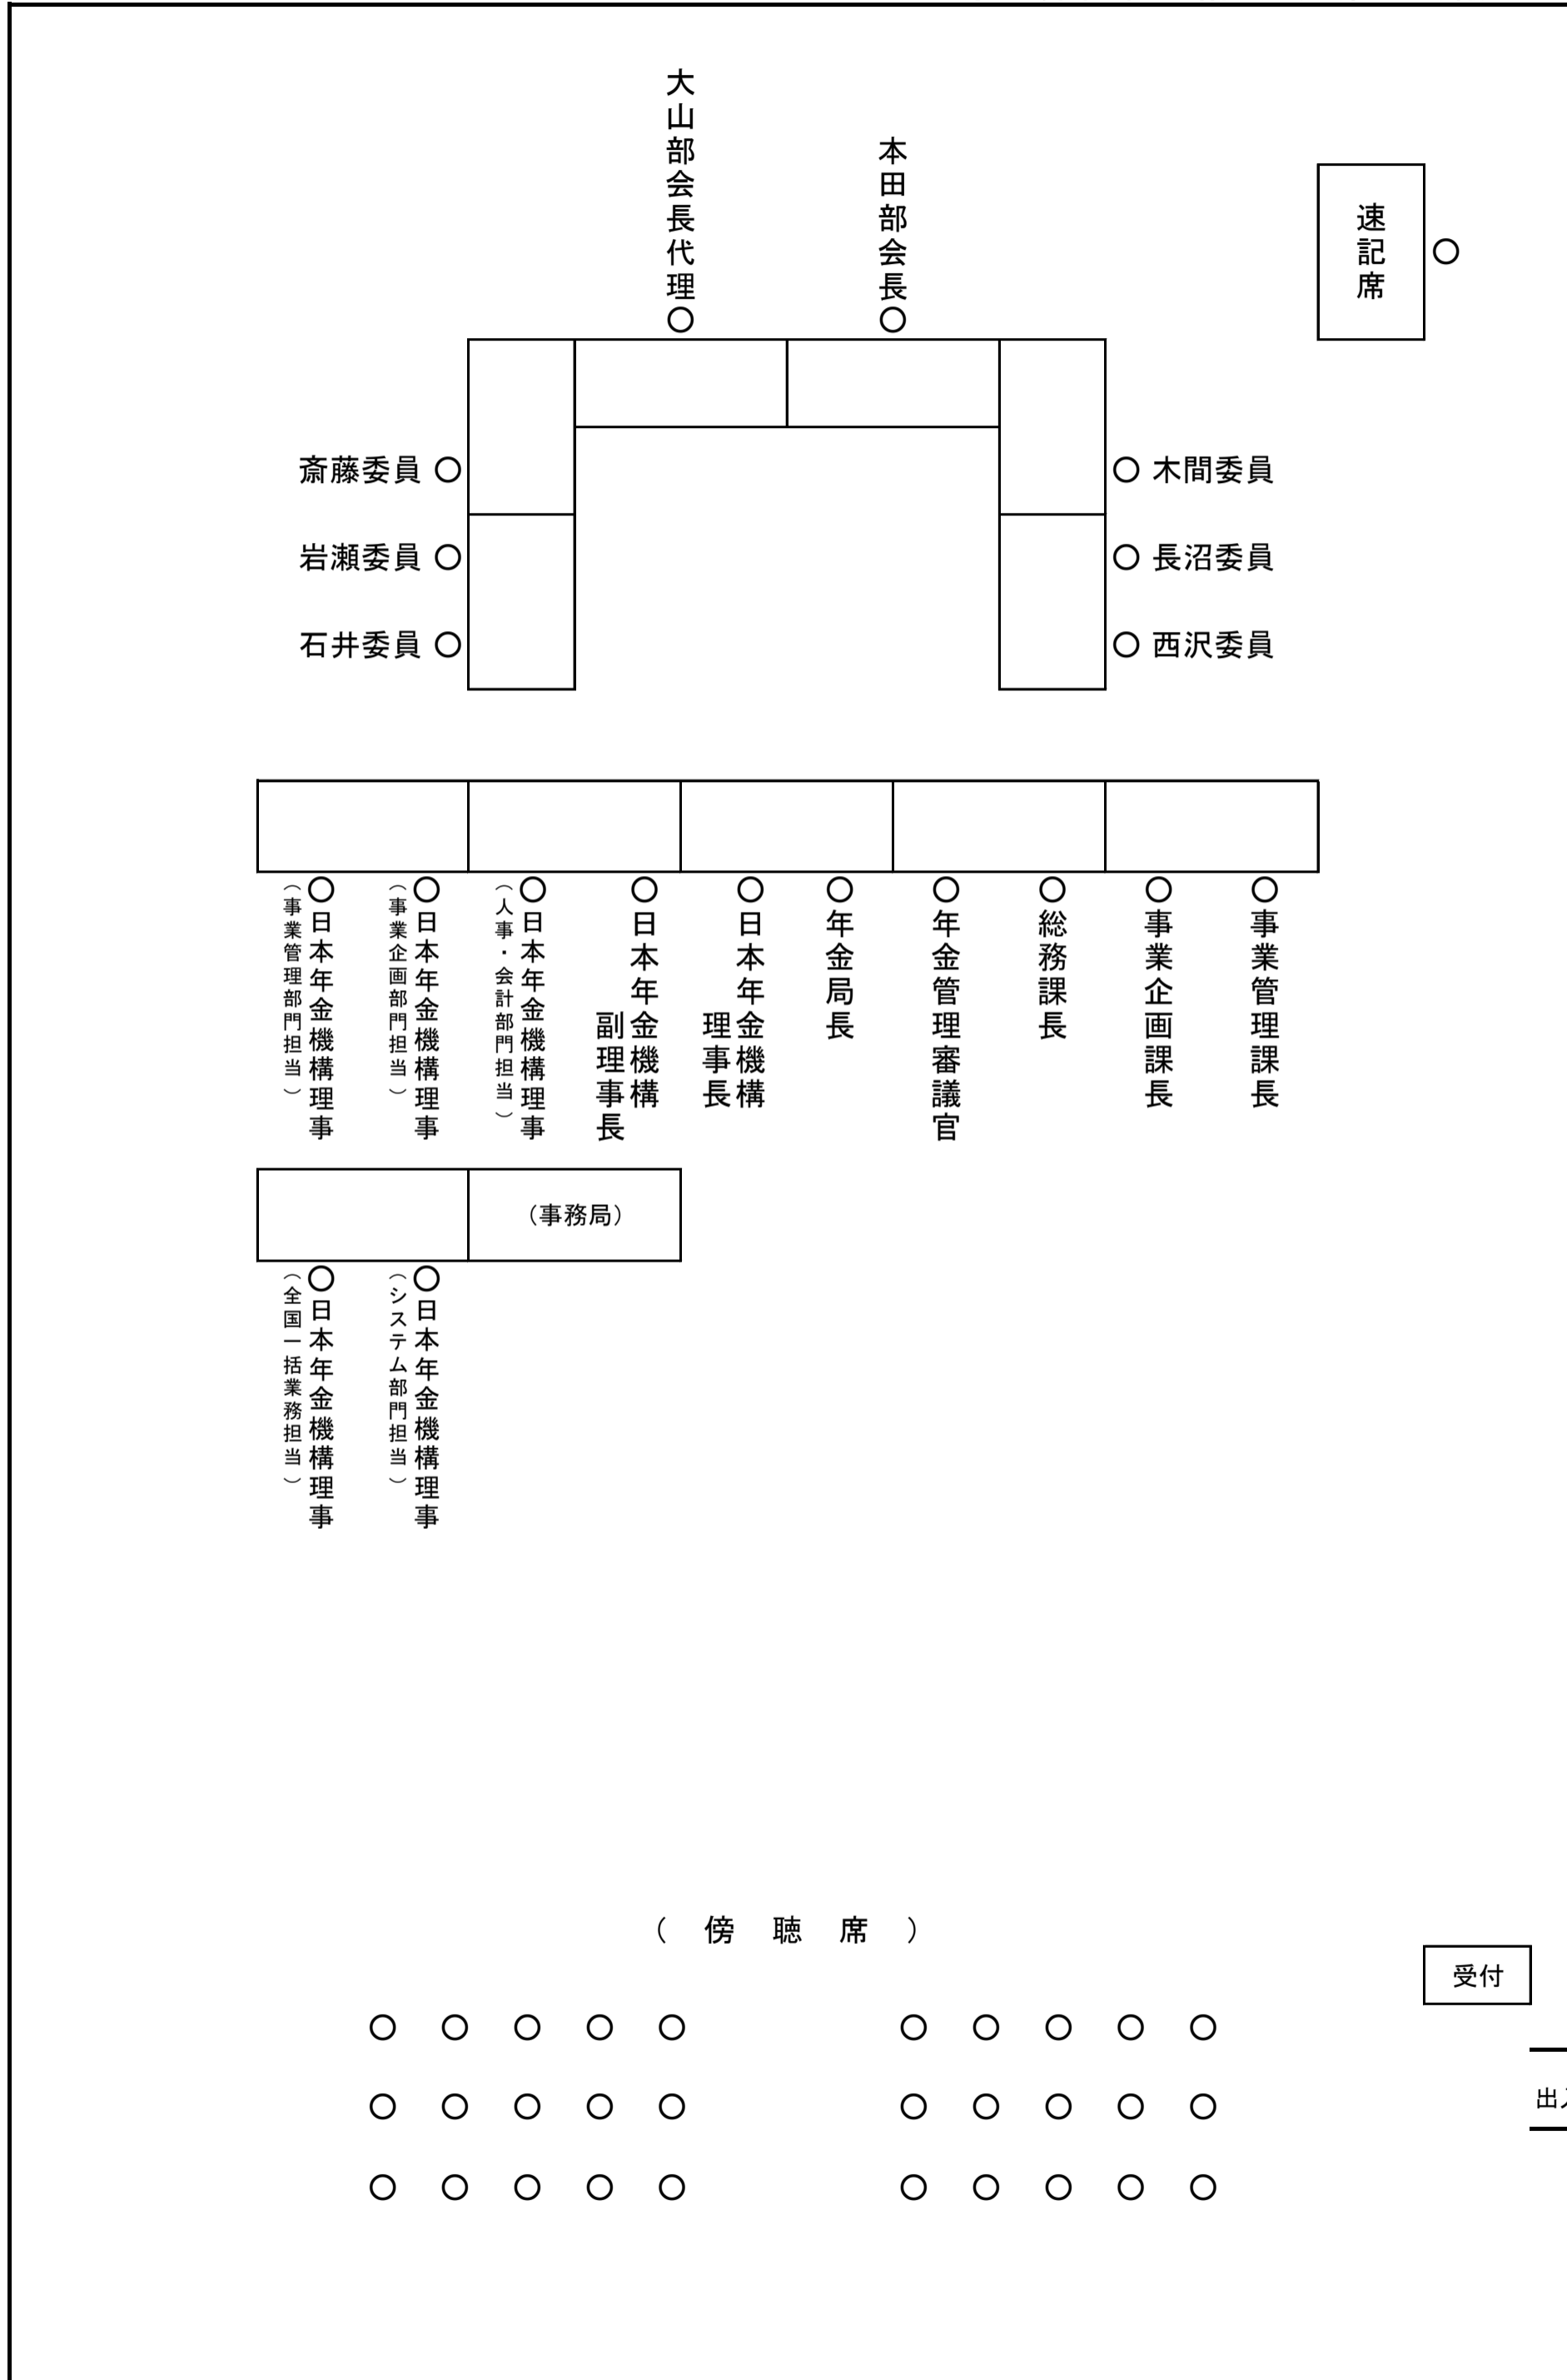 大山部会長代理○
本田部会長○
速記席
○
斎藤委員 ○
○ 木間委員
岩瀬委員 ○
○ 長沼委員
石井委員 ○
○ 西沢委員
○事業管理課長
○事業企画課長
○総務課長
○年金管理審議官
○年金局長
○日本年金機構
理事長
○日本年金機構
副理事長
○日本年金機構理事
(人事・会計部門担当)
○日本年金機構理事
(事業企画部門担当)
○日本年金機構理事
(事業管理部門担当)
(事務局)
○日本年金機構理事
(システム部門担当)
○日本年金機構理事
(全国一括業務担当)
( 傍 聴 席 )
受付
○ ○ ○ ○ ○ ○ ○ ○ ○ ○
出
○ ○ ○ ○ ○ ○ ○ ○ ○ ○
○ ○ ○ ○ ○ ○ ○ ○ ○ ○